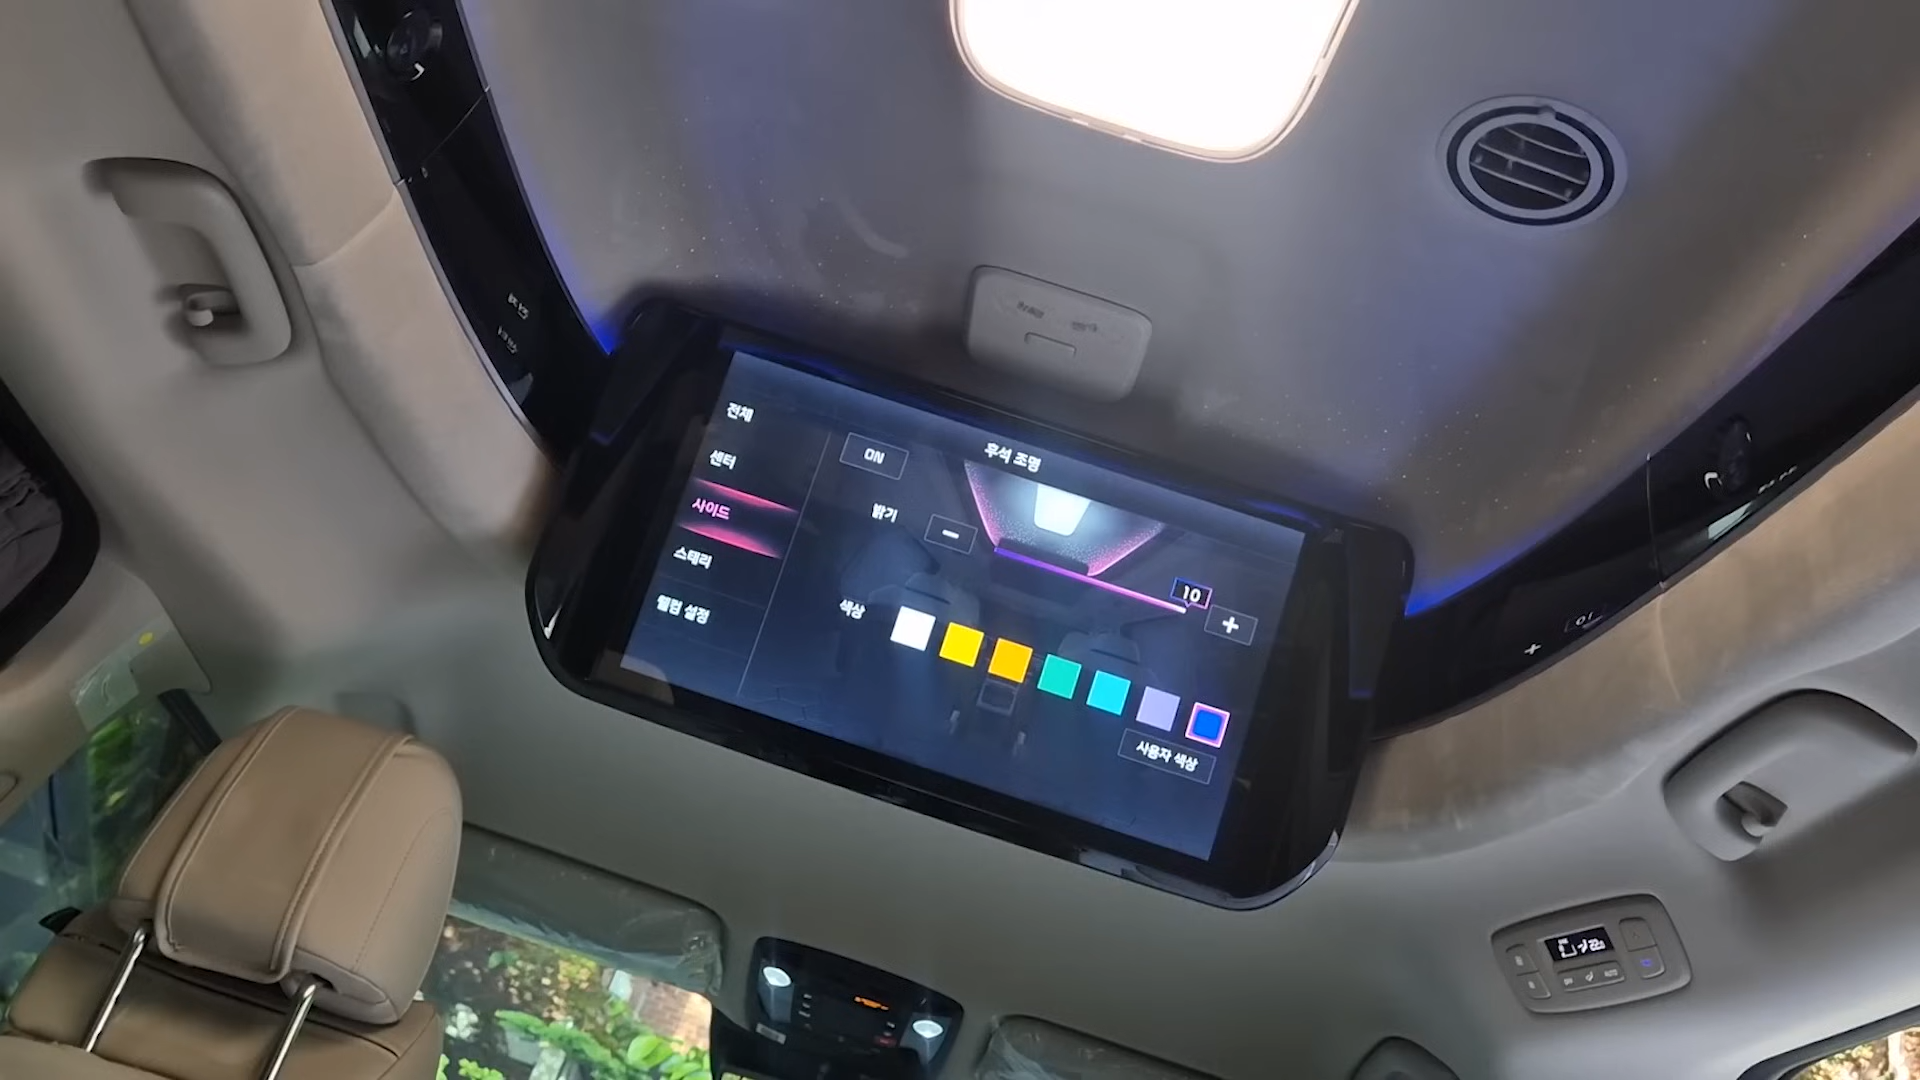 후석 조명
전체
ON
센터
밝기
−
사이드
10
+
스태리
색상
웰컴 설정
사용자 색상